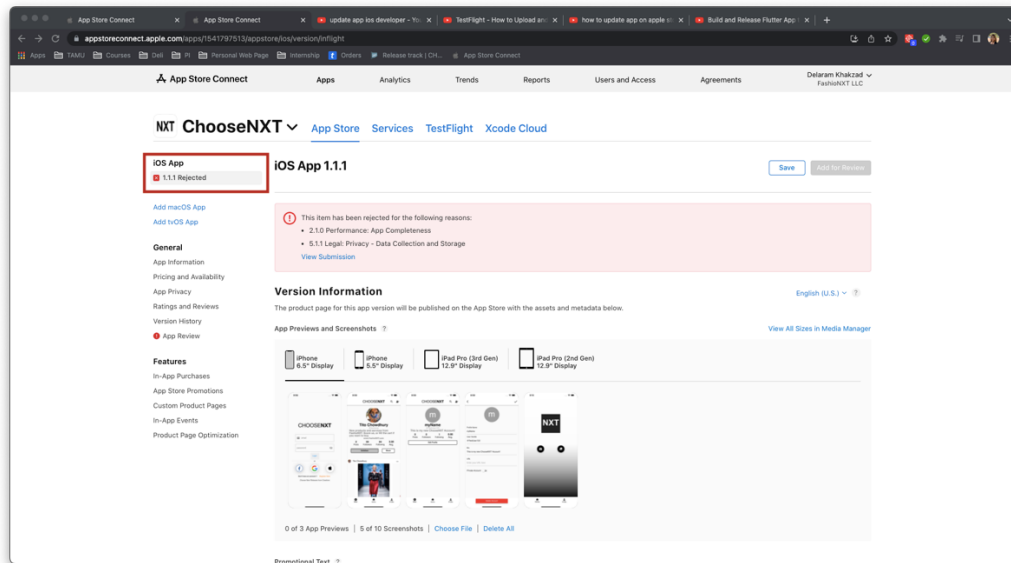 App Store Connect
App Store Connect
update app ios developer - Yo
TestFlight - How to Upload an
how to update app on apple st
Build and Release Flutter App
appstoreconnect.apple.com/apps/1541797513/appstore/ios/version/inflight
Apps TAMU Courses Dell PI Personal Web Page Internship Orders Release track | CH... App Store Connect
App Store Connect
Apps Analytics Trends Reports Users and Access Agreements
Delaram Khakzad
FashioNXT LLC
NXT ChooseNXT
App Store Services TestFlight Xcode Cloud
iOS App
1.1.1 Rejected
Add macOS App
Add tvOS App
General
App Information
Pricing and Availability
App Privacy
Ratings and Reviews
Version History
App Review
Features
In-App Purchases
App Store Promotions
Custom Product Pages
In-App Events
Product Page Optimization
iOS App 1.1.1
Save Add for Review
This item has been rejected for the following reasons:
• 2.1.0 Performance: App Completeness
• 5.1.1 Legal: Privacy - Data Collection and Storage
View Submission
Version Information
English (U.S.) ?
The product page for this app version will be published on the App Store with the assets and metadata below.
App Previews and Screenshots ?
View All Sizes in Media Manager
iPhone
6.5" Display
iPhone
5.5" Display
iPad Pro (3rd Gen)
12.9" Display
iPad Pro (2nd Gen)
12.9" Display
CHOOSENXT
CHOOSENXT
Tito Chowdhury
CHOOSENXT
m
myName
m
NXT
0 of 3 App Previews | 5 of 10 Screenshots | Choose File | Delete All
Promotional Text ?